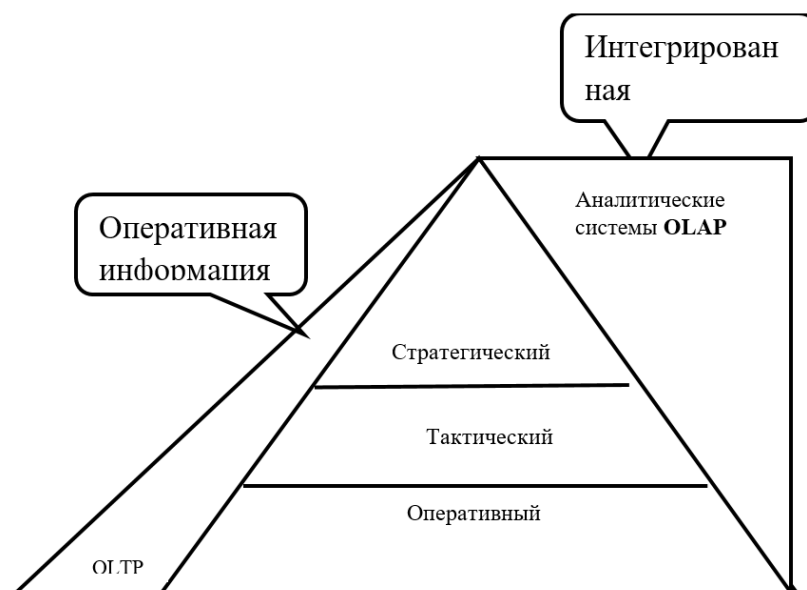 Интегрирован
ная
Аналитические
системы OLAP
Оперативная
информация
Стратегический
Тактический
Оперативный
OLTP